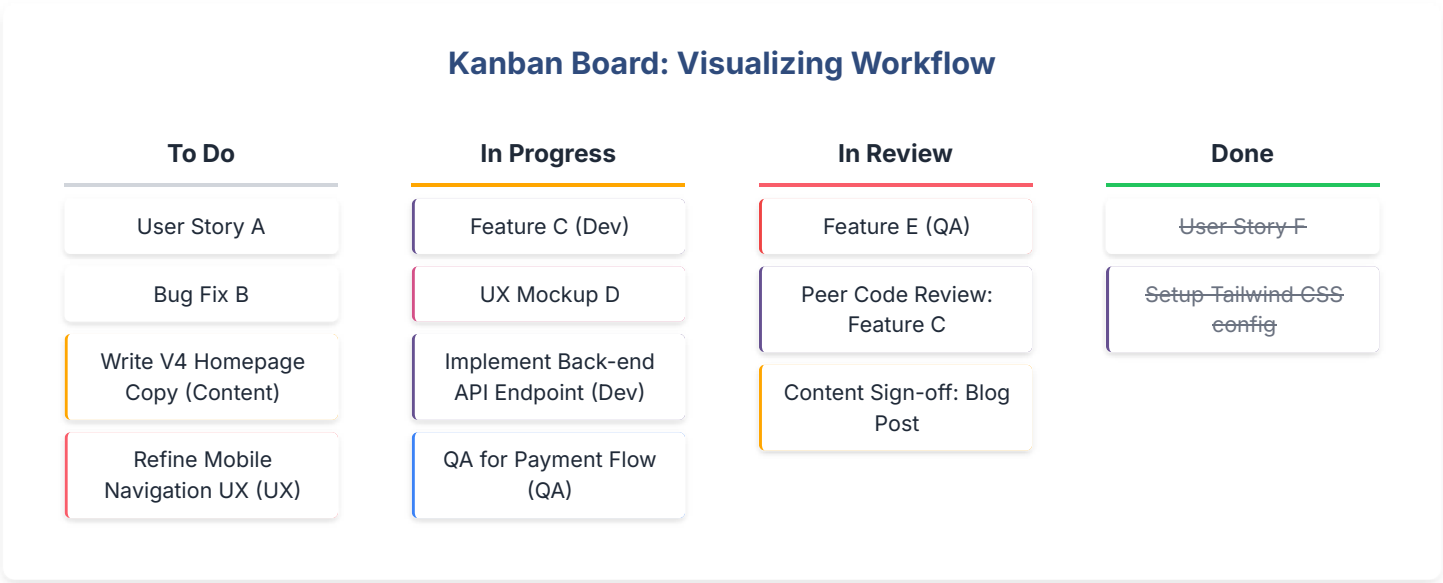 Kanban Board: Visualizing Workflow
To Do
User Story A
Bug Fix B
Write V4 Homepage
Copy (Content)
Refine Mobile
Navigation UX (UX)
In Progress
Feature C (Dev)
UX Mockup D
Implement Back-end
API Endpoint (Dev)
QA for Payment Flow
(QA)
In Review
Feature E (QA)
Peer Code Review:
Feature C
Content Sign-off: Blog
Post
Done
User Story F
Setup Tailwind CSS
config